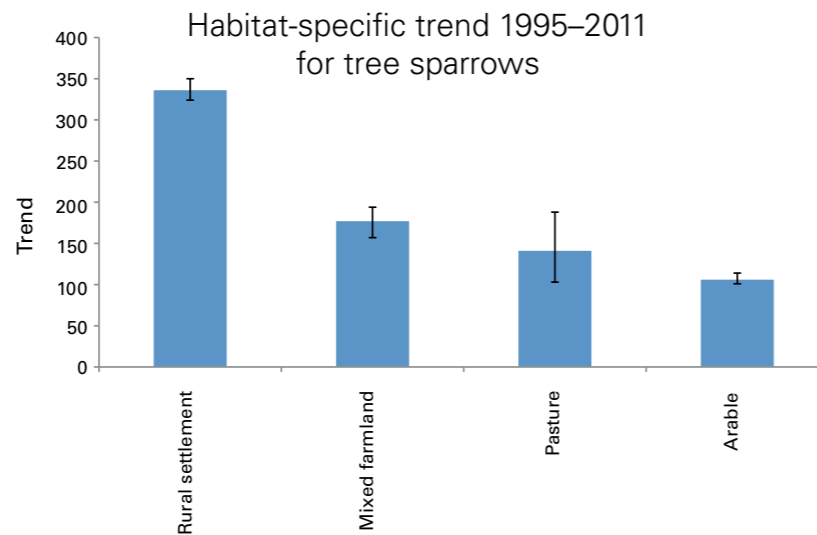 Habitat-specific trend 1995–2011
for tree sparrows
400
350
300
250
200
150
100
50
0
Trend
Rural settlement
Mixed farmland
Pasture
Arable